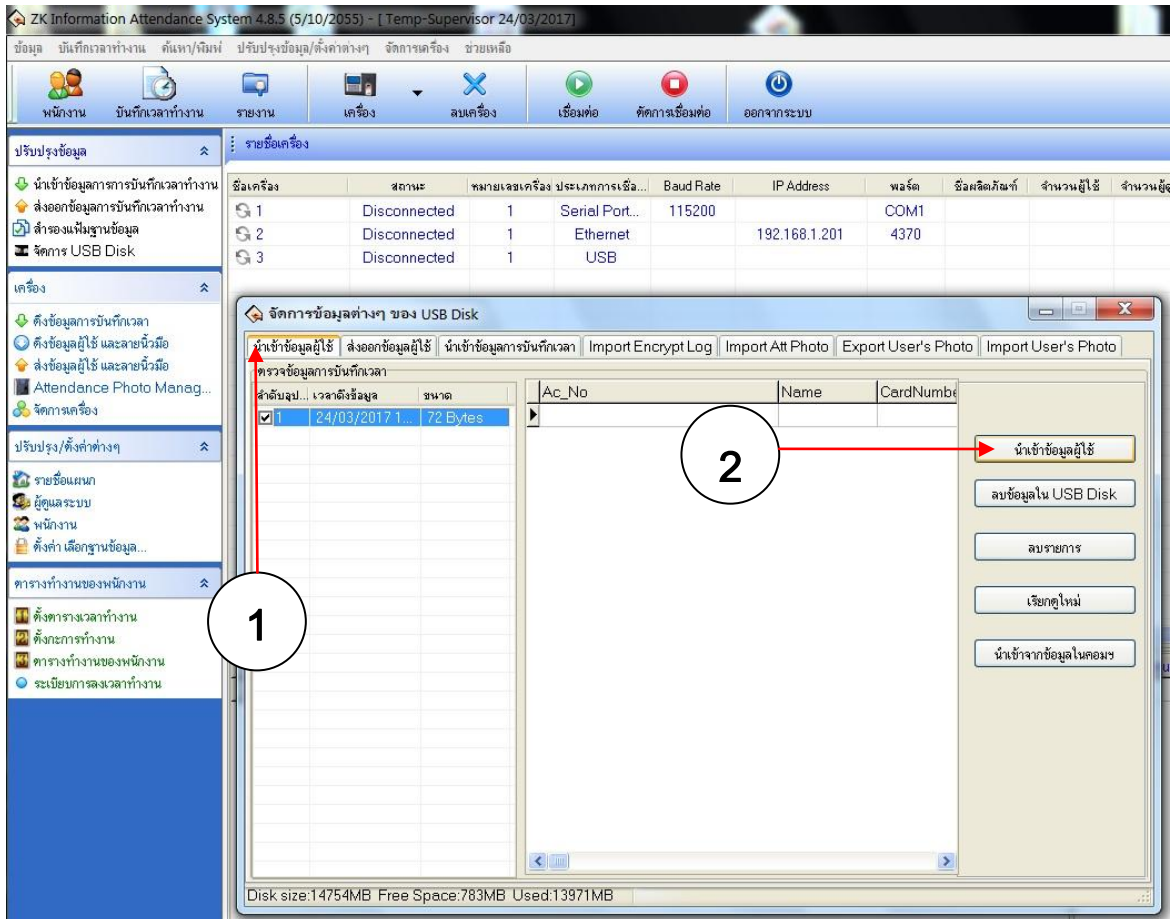 ZK Information Attendance System 4.8.5 (5/10/2055) - [ Temp-Supervisor 24/03/2017]
ข้อมูล บันทึกเวลาทำงาน ค้นหา/พิมพ์ ปรับปรุงข้อมูล/ตั้งค่าต่างๆ จัดการเครื่อง ช่วยเหลือ
พนักงาน บันทึกเวลาทำงาน รายงาน เครื่อง ลบเครื่อง เชื่อมต่อ ตัดการเชื่อมต่อ ออกจากระบบ
ปรับปรุงข้อมูล
นำเข้าข้อมูลการการบันทึกเวลาทำงาน
ส่งออกข้อมูลการบันทึกเวลาทำงาน
สำรองแฟ้มฐานข้อมูล
จัดการ USB Disk
เครื่อง
ดึงข้อมูลการบันทึกเวลา
ดึงข้อมูลผู้ใช้ และลายนิ้วมือ
ส่งข้อมูลผู้ใช้ และลายนิ้วมือ
Attendance Photo Manag...
จัดการเครื่อง
ปรับปรุง/ตั้งค่าต่างๆ
รายชื่อแผนก
ผู้ดูแลระบบ
พนักงาน
ตั้งค่า เลือกฐานข้อมูล...
ตารางทำงานของพนักงาน
ตั้งตารางเวลาทำงาน
ตั้งกะการทำงาน
ตารางทำงานของพนักงาน
ระเบียบการลงเวลาทำงาน
รายชื่อเครื่อง
ชื่อเครื่อง สถานะ หมายเลขเครื่อง ประเภทการเชื่อ... Baud Rate IP Address พอร์ต ชื่อผลิตภัณฑ์ จำนวนผู้ใช้ จำนวนผู้ดู
1 Disconnected 1 Serial Port... 115200 COM1
2 Disconnected 1 Ethernet 192.168.1.201 4370
3 Disconnected 1 USB
จัดการข้อมูลต่างๆ ของ USB Disk
นำเข้าข้อมูลผู้ใช้ ส่งออกข้อมูลผู้ใช้ นำเข้าข้อมูลการบันทึกเวลา Import Encrypt Log Import Att Photo Export User's Photo Import User's Photo
ตรวจข้อมูลการบันทึกเวลา
ลำดับอุป... เวลาดึงข้อมูล ขนาด
1 24/03/2017 1... 72 Bytes
Ac_No Name CardNumbe
นำเข้าข้อมูลผู้ใช้
ลบข้อมูลใน USB Disk
ลบรายการ
เรียกดูใหม่
นำเข้าจากข้อมูลในคอมฯ
1
2
Disk size:14754MB Free Space:783MB Used:13971MB